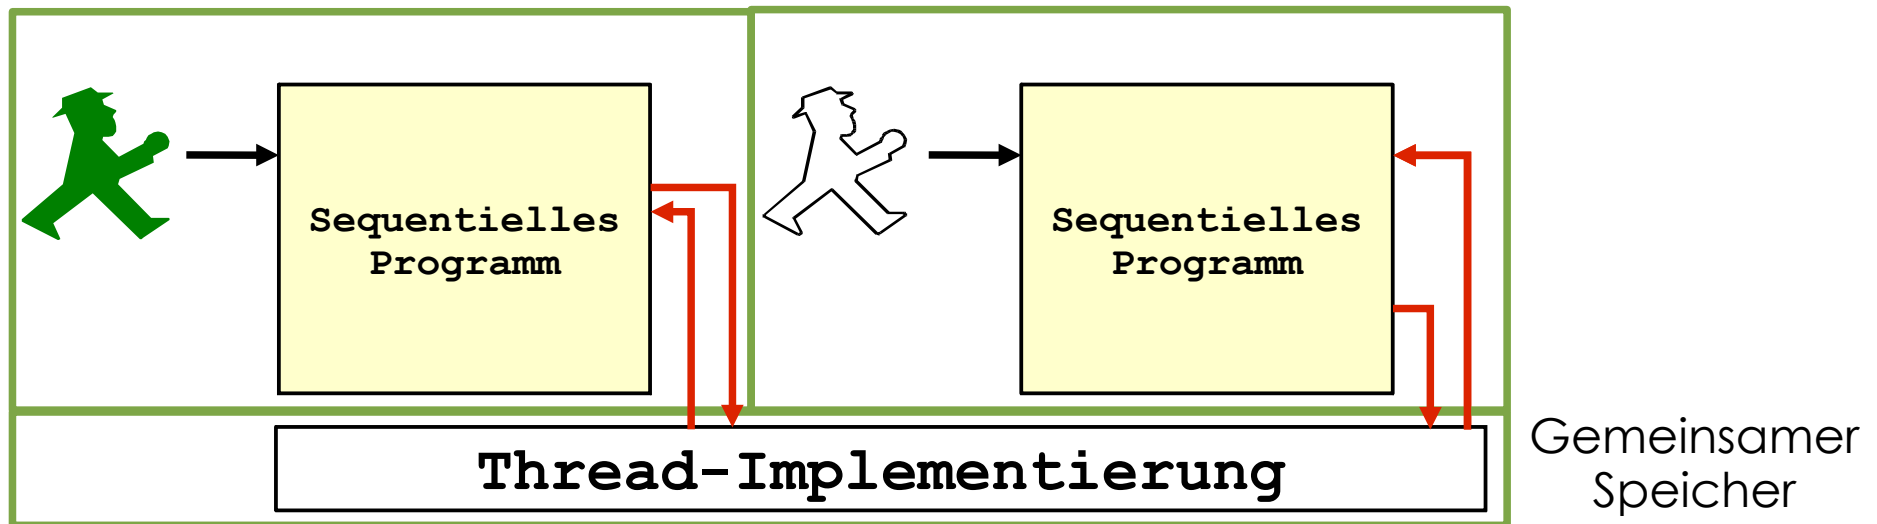 Sequentielles
Programm
Sequentielles
Programm
Thread-Implementierung
Gemeinsamer
Speicher